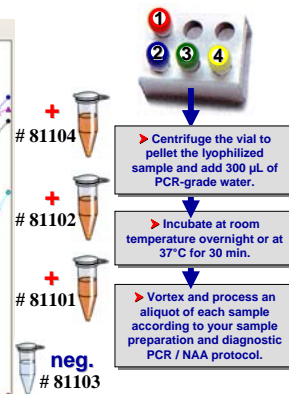 +
# 81104
+
# 81102
+
# 81101
neg.
# 81103
1
2 3 4
Centrifuge the vial to
pellet the lyophilized
sample and add 300 µL of
PCR-grade water.
Incubate at room
temperature overnight or at
37°C for 30 min.
Vortex and process an
aliquot of each sample
according to your sample
preparation and diagnostic
PCR / NAA protocol.